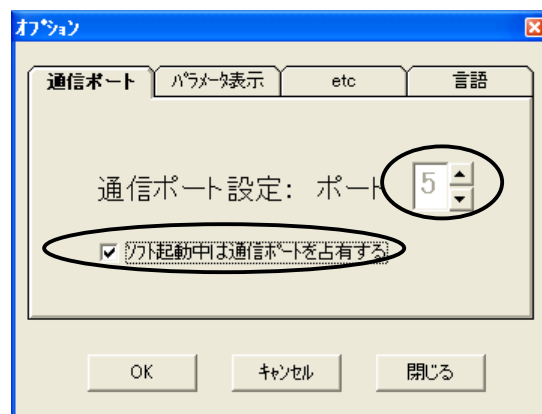 ｵﾌﾟｼｮﾝ
通信ポート ﾊﾟﾗﾒｰﾀ表示 etc 言語
通信ポート設定: ポート 5
ｿﾌﾄ起動中は通信ﾎﾟｰﾄを占有する
OK ｷｬﾝｾﾙ 閉じる